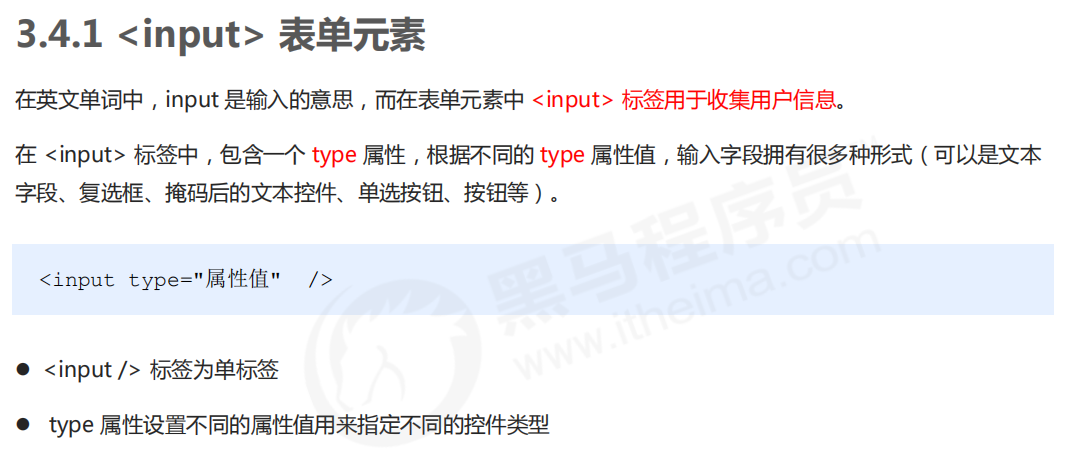 3.4.1 <input> 表单元素
在英文单词中，input 是输入的意思，而在表单元素中 <input> 标签用于收集用户信息。
在 <input> 标签中，包含一个 type 属性，根据不同的 type 属性值，输入字段拥有很多种形式（可以是文本
字段、复选框、掩码后的文本控件、单选按钮、按钮等）。
<input type="属性值"  />
● <input /> 标签为单标签
● type 属性设置不同的属性值用来指定不同的控件类型
黑马程序员
www.itheima.com